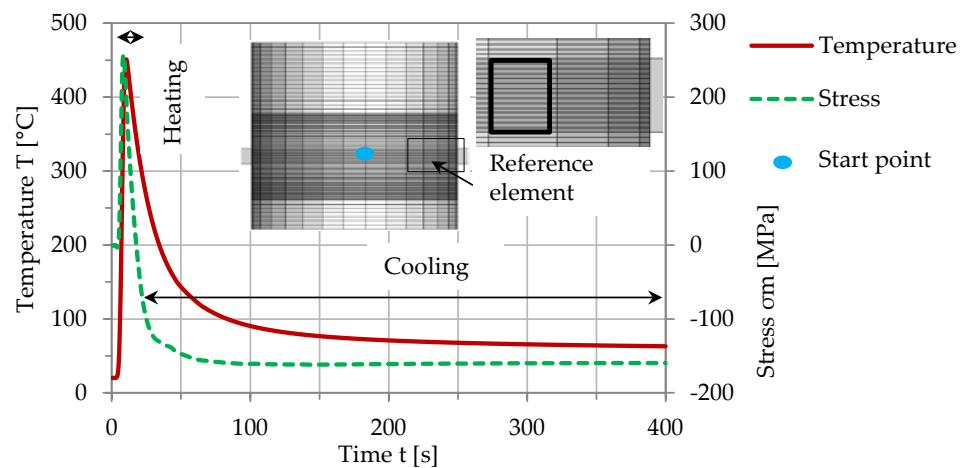 500
400
300
200
100
0
Temperature T [°C]
300
200
100
0
-100
-200
Stress σm [MPa]
0
100
200
300
400
Time t [s]
Heating
Cooling
Reference
element
Temperature
Stress
Start point